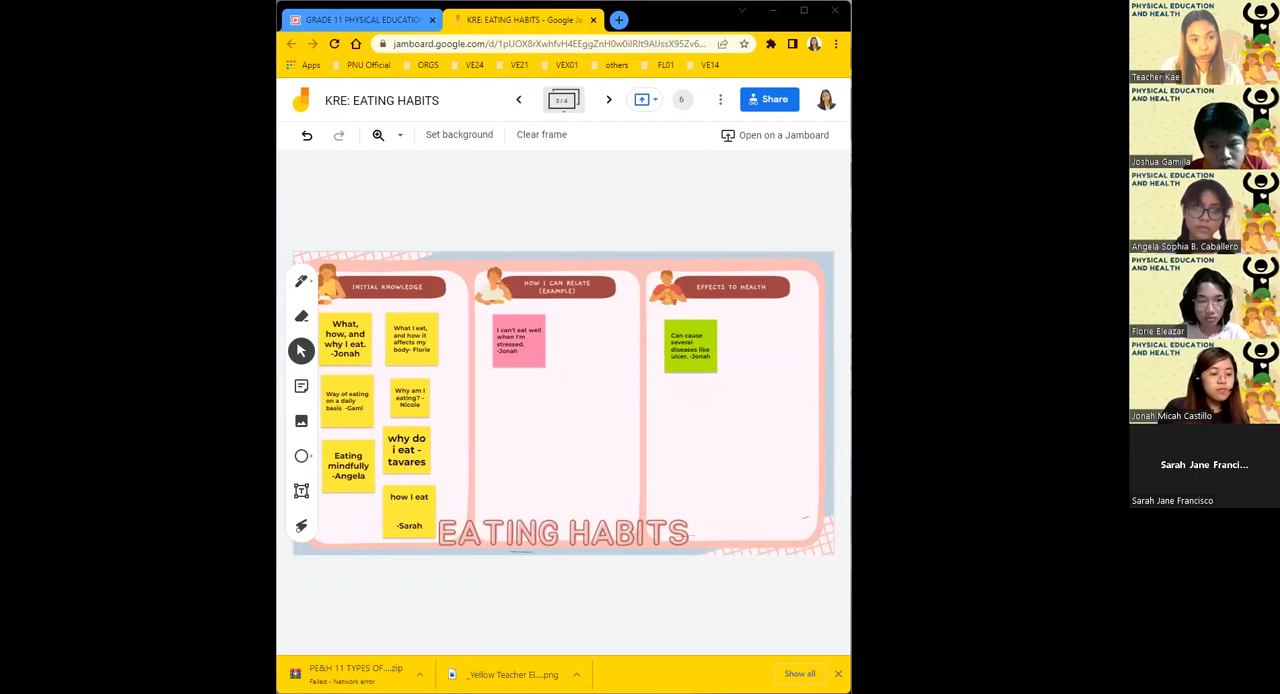 GRADE 11 PHYSICAL EDUCATION
KRE: EATING HABITS - Google Ja
jamboard.google.com/d/1pUOX8rXwhfvH4EEggZnH0w0ilRlt9AIJssX95Zv6...
Apps
PNU Official
ORGS
VE24
VE21
VEX01
others
FL01
VE14
KRE: EATING HABITS
3 / 4
6
Share
Set background
Clear frame
Open on a Jamboard
INITIAL KNOWLEDGE
What,
how, and
why I eat.
-Jonah
What I eat,
and how it
affects my
body- Florie
Way of eating
on a daily
basis -Gami
Why am I
eating? -
Nicole
Eating
mindfully
-Angela
why do
i eat -
tavares
how I eat
-Sarah
HOW I CAN RELATE
(EXAMPLE)
I can't eat well
when I'm
stressed.
-Jonah
EFFECTS TO HEALTH
Can cause
several
diseases like
ulcer. -Jonah
EATING HABITS
PE&H 11 TYPES OF....zip
Failed - Network error
_Yellow Teacher El....png
Show all
PHYSICAL EDUCATION
AND HEALTH
Teacher Kae
PHYSICAL EDUCATION
AND HEALTH
Joshua Gamilla
PHYSICAL EDUCATION
AND HEALTH
Angela Sophia B. Caballero
PHYSICAL EDUCATION
AND HEALTH
Florie Eleazar
PHYSICAL EDUCATION
AND HEALTH
Jonah Micah Castillo
Sarah Jane Franci...
Sarah Jane Francisco